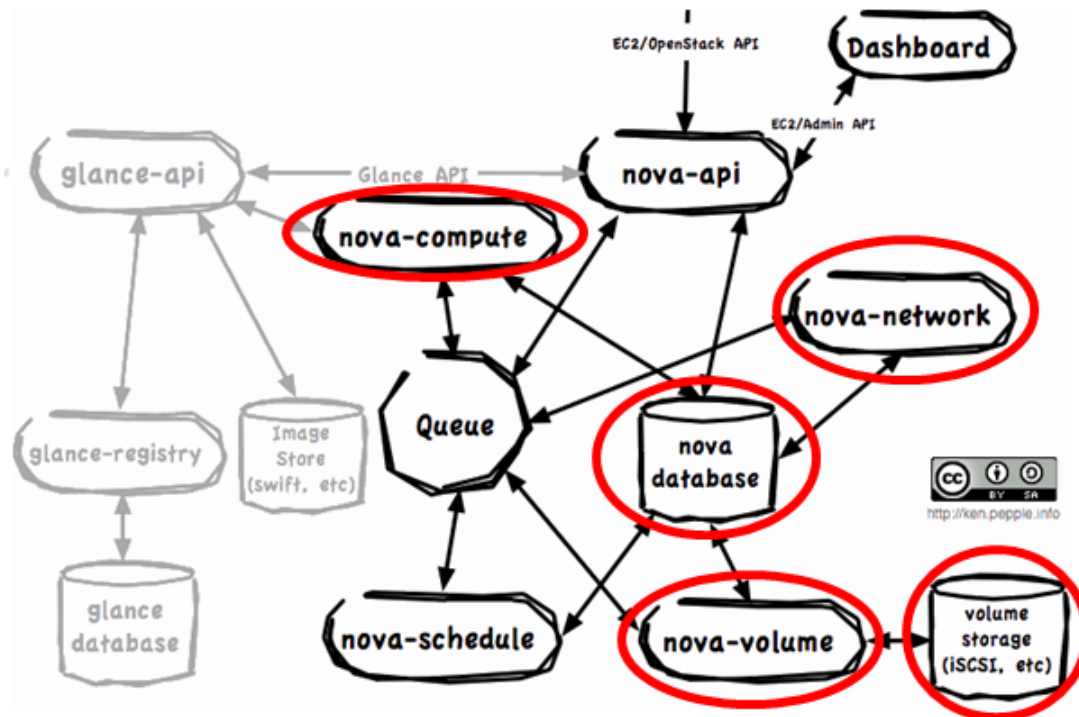 EC2/OpenStack API
Dashboard
EC2/Admin API
glance-api
Glance API
nova-api
nova-compute
nova-network
Queue
nova
database
glance-registry
Image
Store
(swift, etc)
cc
BY SA
http://ken.pepple.info
glance
database
nova-schedule
nova-volume
volume
storage
(iSCSI, etc)